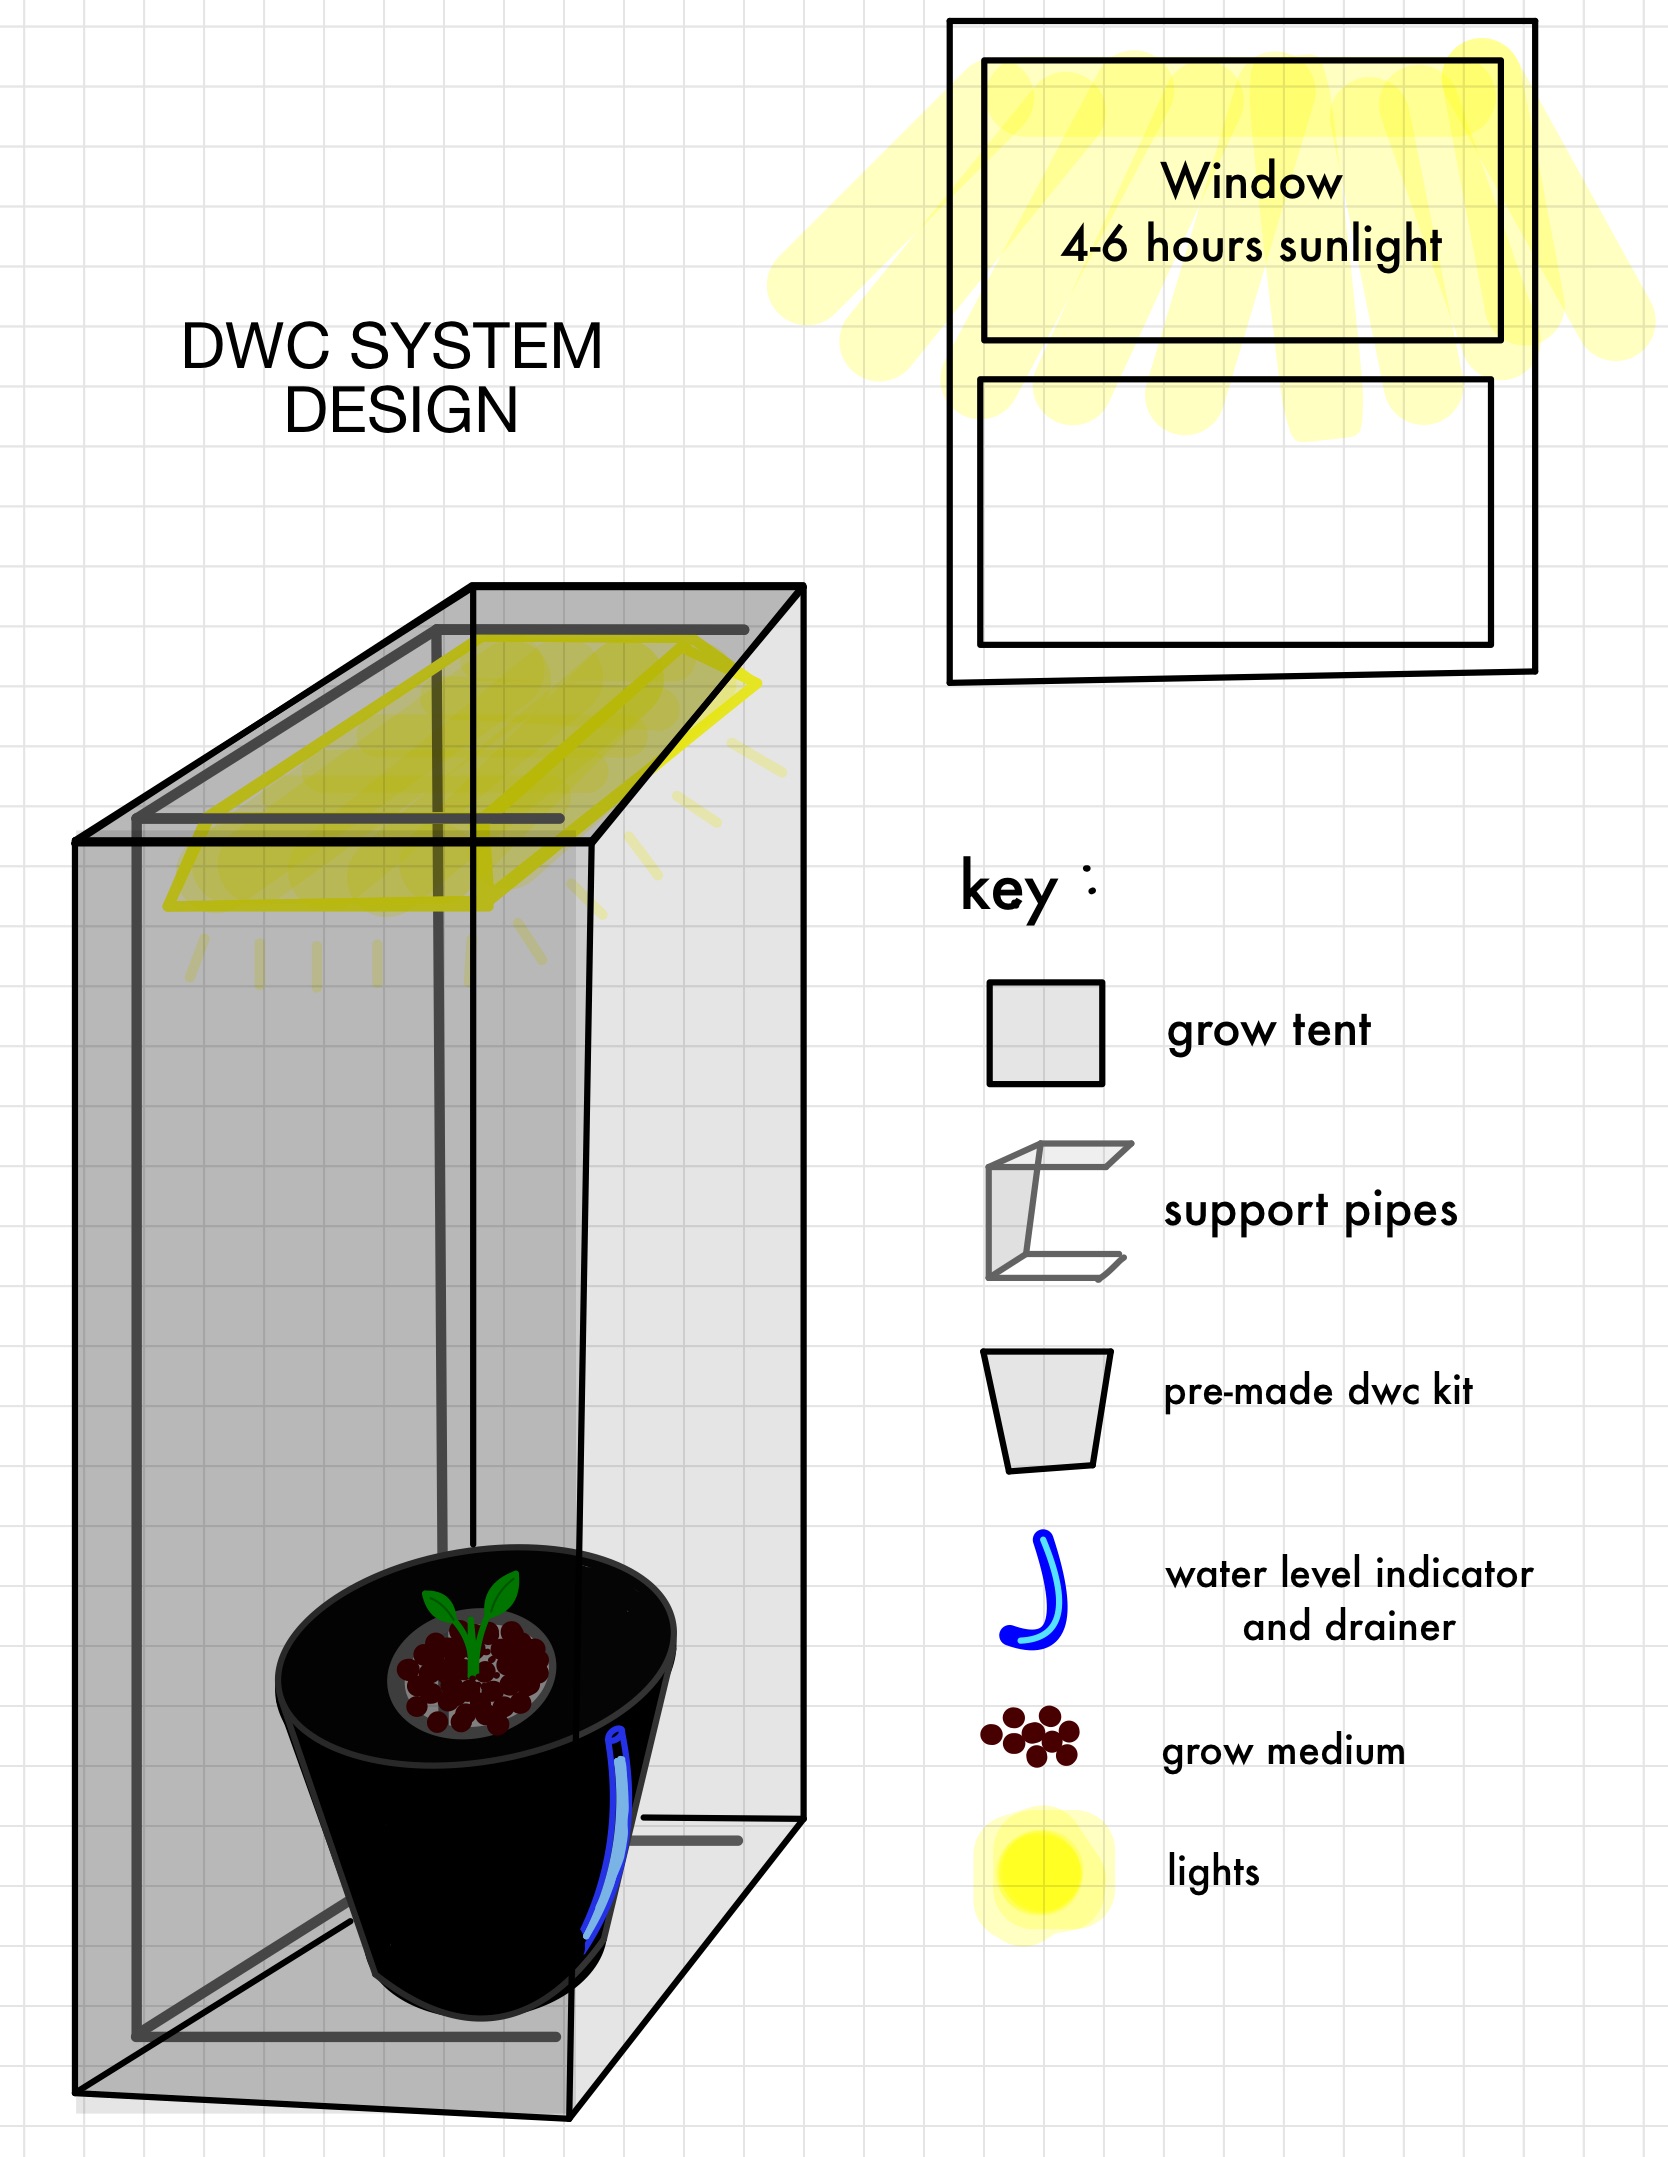 Window
4-6 hours sunlight
DWC SYSTEM
DESIGN
key :
grow tent
support pipes
pre-made dwc kit
water level indicator
and drainer
grow medium
lights